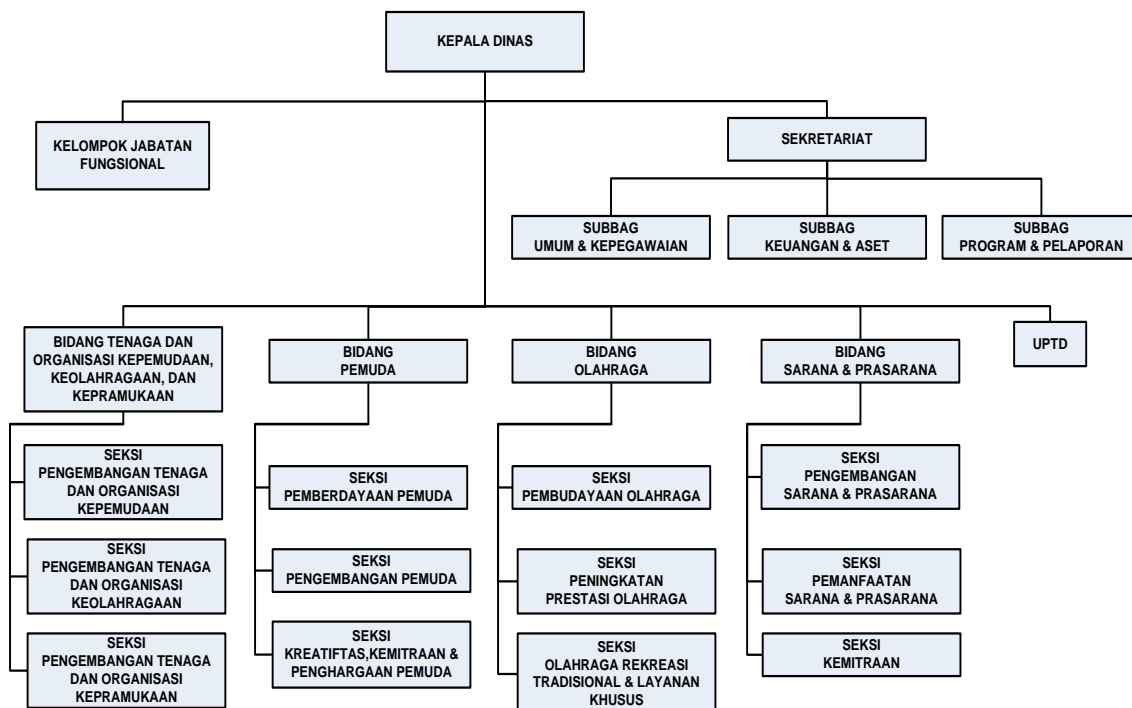 KEPALA DINAS
KELOMPOK JABATAN
FUNGSIONAL
SEKRETARIAT
SUBBAG
UMUM & KEPEGAWAIAN
SUBBAG
KEUANGAN & ASET
SUBBAG
PROGRAM & PELAPORAN
BIDANG TENAGA DAN
ORGANISASI KEPEMUDAAN,
KEOLAHRAGAAN, DAN
KEPRAMUKAAN
BIDANG
PEMUDA
BIDANG
OLAHRAGA
BIDANG
SARANA & PRASARANA
UPTD
SEKSI
PENGEMBANGAN TENAGA
DAN ORGANISASI
KEPEMUDAAN
SEKSI
PENGEMBANGAN TENAGA
DAN ORGANISASI
KEOLAHRAGAAN
SEKSI
PENGEMBANGAN TENAGA
DAN ORGANISASI
KEPRAMUKAAN
SEKSI
PEMBERDAYAAN PEMUDA
SEKSI
PENGEMBANGAN PEMUDA
SEKSI
KREATIFTAS,KEMITRAAN &
PENGHARGAAN PEMUDA
SEKSI
PEMBUDAYAAN OLAHRAGA
SEKSI
PENINGKATAN
PRESTASI OLAHRAGA
SEKSI
OLAHRAGA REKREASI
TRADISIONAL & LAYANAN
KHUSUS
SEKSI
PENGEMBANGAN
SARANA & PRASARANA
SEKSI
PEMANFAATAN
SARANA & PRASARANA
SEKSI
KEMITRAAN